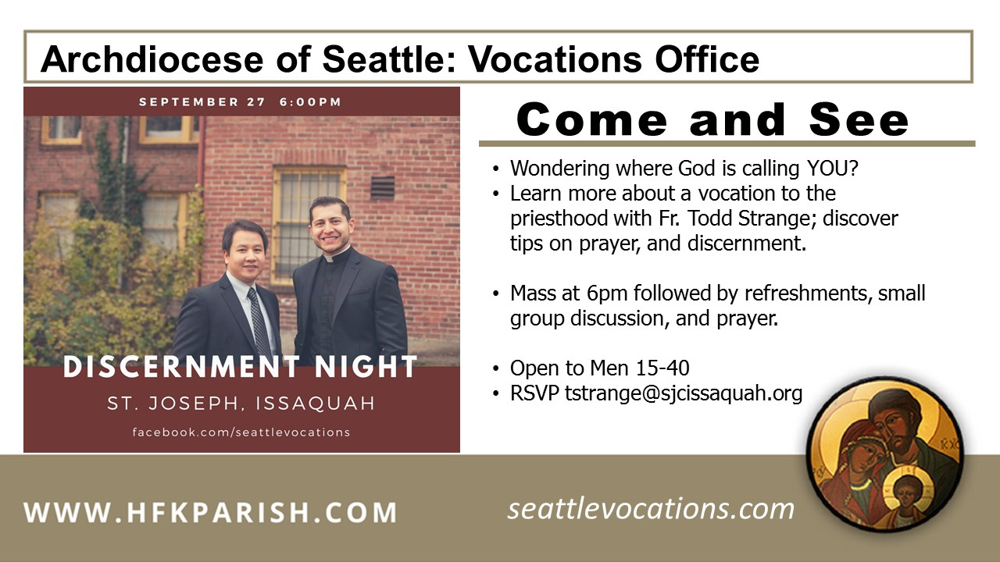 Archdiocese of Seattle: Vocations Office
SEPTEMBER 27 6:00PM
DISCERNMENT NIGHT
ST. JOSEPH, ISSAQUAH
facebook.com/seattlevocations
Come and See
• Wondering where God is calling YOU?
• Learn more about a vocation to the
priesthood with Fr. Todd Strange; discover
tips on prayer, and discernment.
• Mass at 6pm followed by refreshments, small
group discussion, and prayer.
• Open to Men 15-40
• RSVP tstrange@sjcissaquah.org
WWW.HFKPARISH.COM
seattlevocations.com